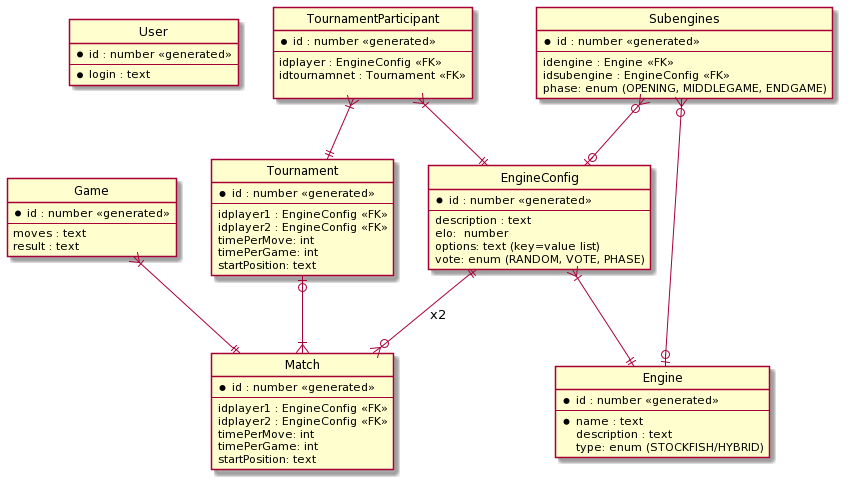 User
id : number «generated»
login : text
TournamentParticipant
id : number «generated»
idplayer : EngineConfig «FK»
idtournamnet : Tournament «FK»
Subengines
id : number «generated»
idengine : Engine «FK»
idsubengine : EngineConfig «FK»
phase: enum (OPENING, MIDDLEGAME, ENDGAME)
Game
id : number «generated»
moves : text
result : text
Tournament
id : number «generated»
idplayer1 : EngineConfig «FK»
idplayer2 : EngineConfig «FK»
timePerMove: int
timePerGame: int
startPosition: text
EngineConfig
id : number «generated»
description : text
elo: number
options: text (key=value list)
vote: enum (RANDOM, VOTE, PHASE)
x2
Match
id : number «generated»
idplayer1 : EngineConfig «FK»
idplayer2 : EngineConfig «FK»
timePerMove: int
timePerGame: int
startPosition: text
Engine
id : number «generated»
name : text
description : text
type: enum (STOCKFISH/HYBRID)